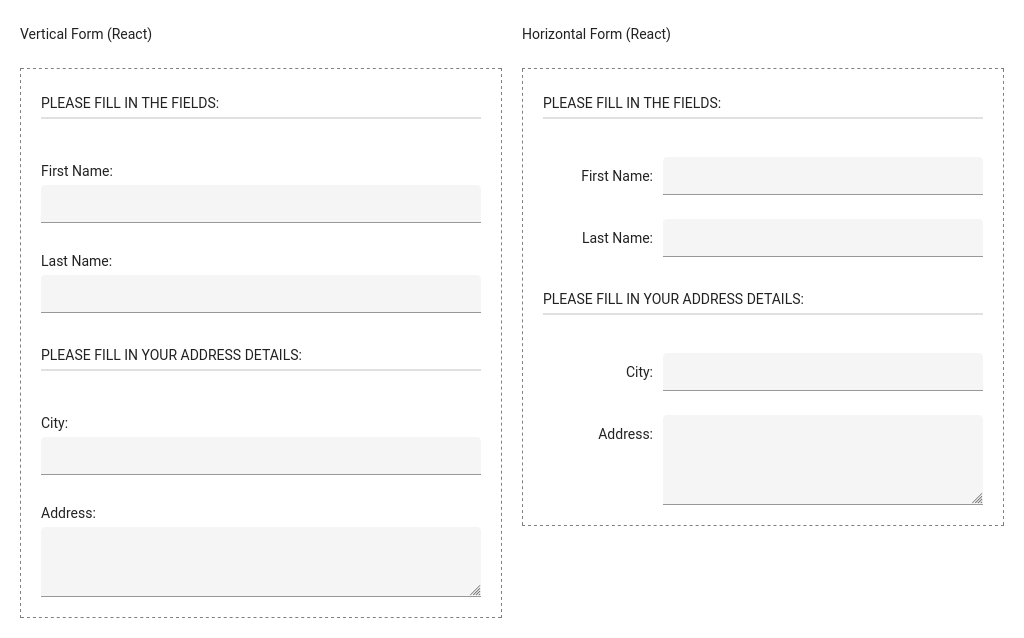 Vertical Form (React)
PLEASE FILL IN THE FIELDS:
First Name:
Last Name:
PLEASE FILL IN YOUR ADDRESS DETAILS:
City:
Address:
Horizontal Form (React)
PLEASE FILL IN THE FIELDS:
First Name:
Last Name:
PLEASE FILL IN YOUR ADDRESS DETAILS:
City:
Address: